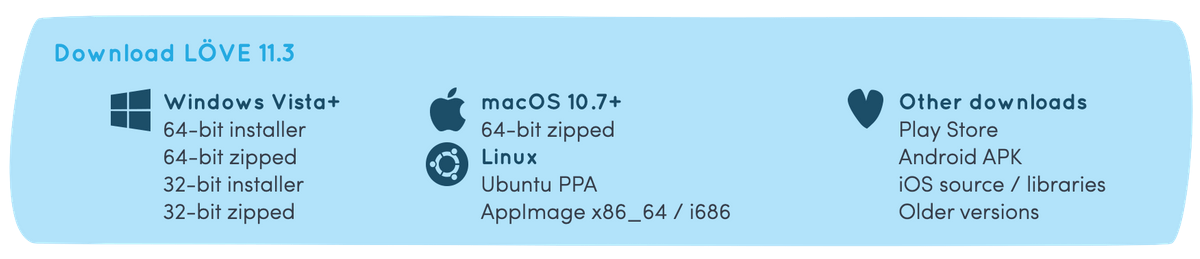 Download LÖVE 11.3
Windows Vista+
64-bit installer
64-bit zipped
32-bit installer
32-bit zipped
macOS 10.7+
64-bit zipped
Linux
Ubuntu PPA
AppImage x86_64 / i686
Other downloads
Play Store
Android APK
iOS source / libraries
Older versions